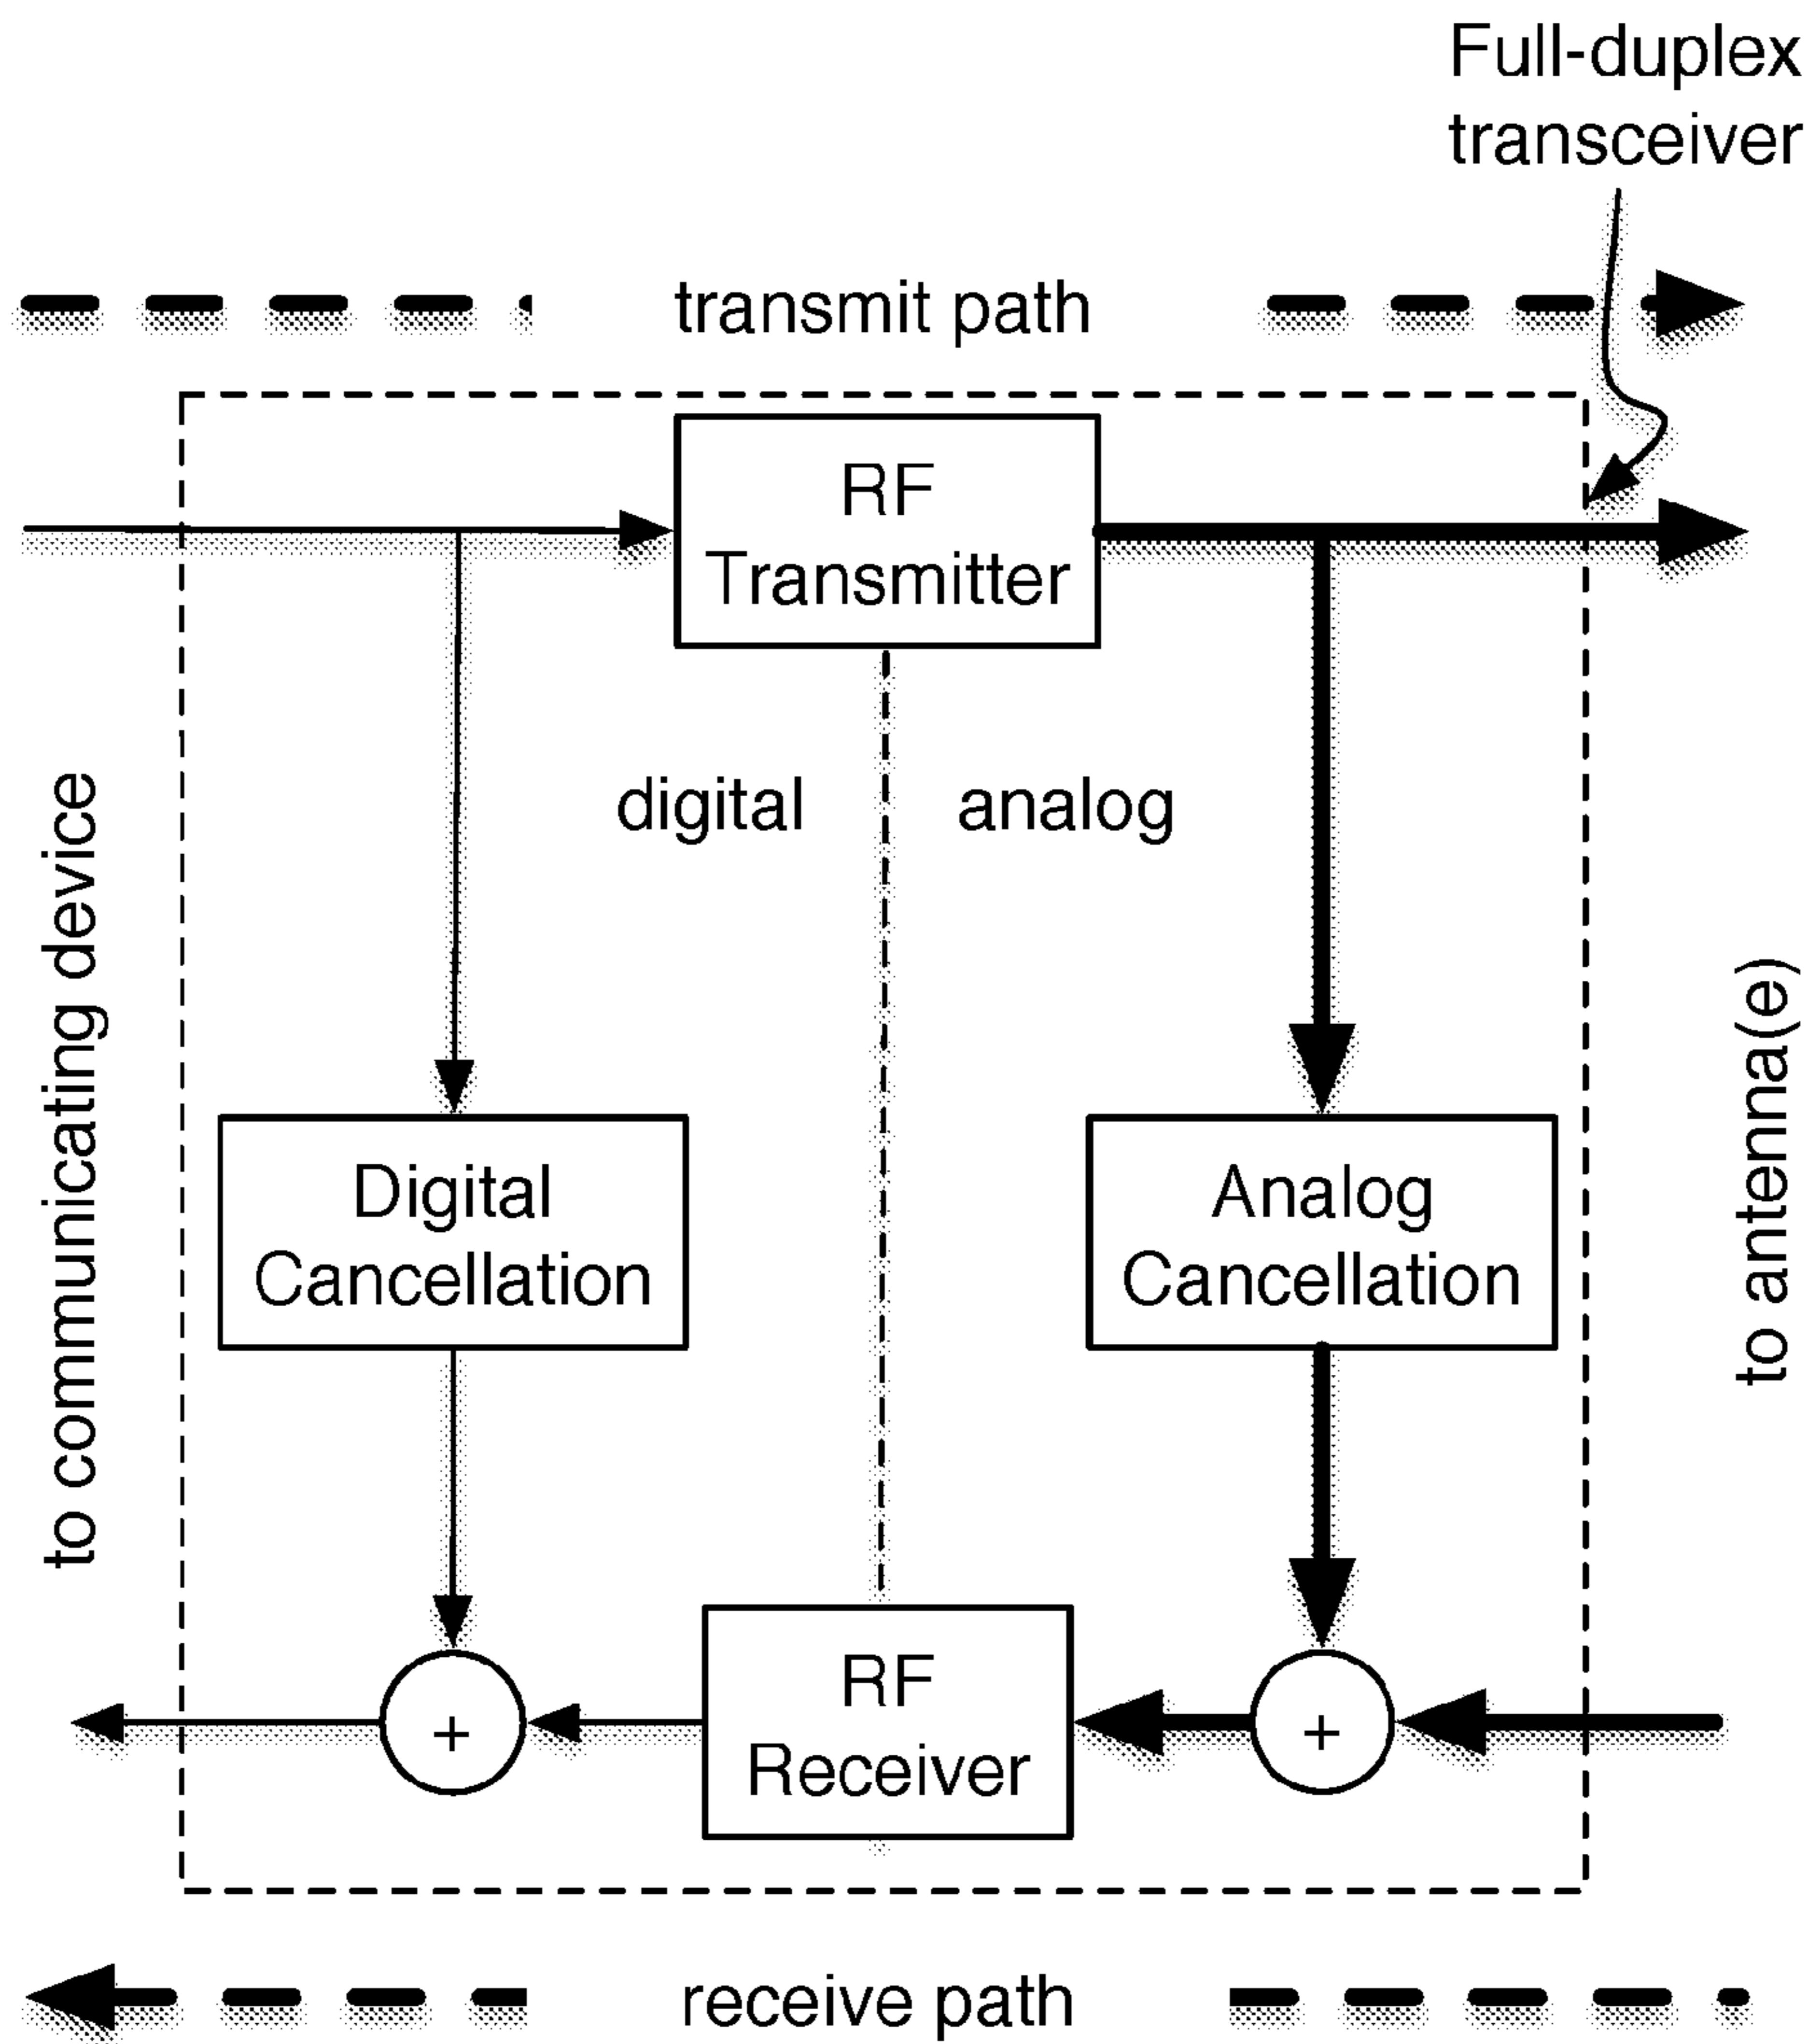 Full-duplex
transceiver
transmit path
RF
Transmitter
digital
analog
to communicating device
to antenna(e)
Digital
Cancellation
Analog
Cancellation
+
RF
Receiver
+
receive path